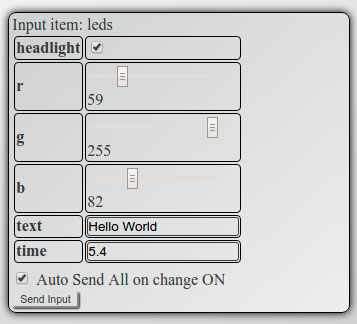 Input item: leds
headlight
r
59
g
255
b
82
text Hello World
time 5.4
Auto Send All on change ON
Send Input